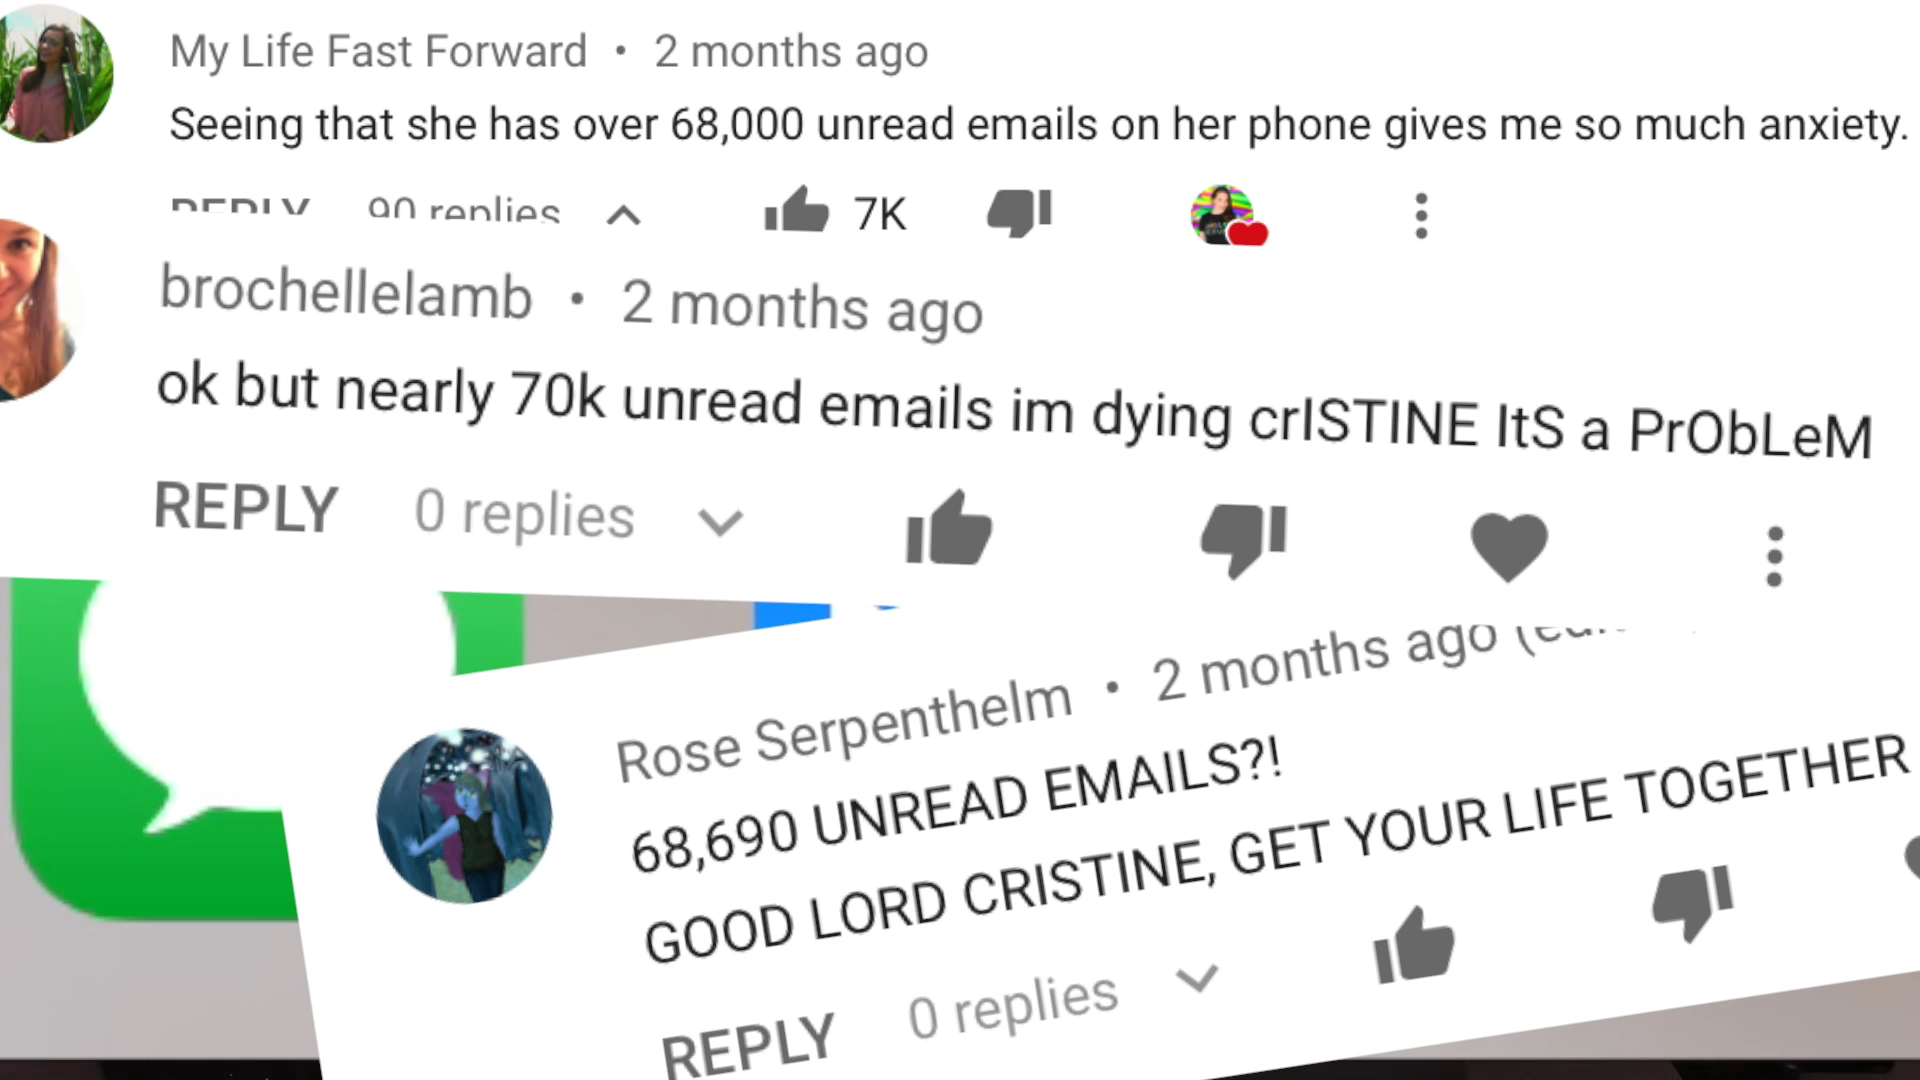 My Life Fast Forward • 2 months ago
Seeing that she has over 68,000 unread emails on her phone gives me so much anxiety.
REPLY 90 replies 7K
brochellelamb • 2 months ago
ok but nearly 70k unread emails im dying crISTINE ItS a PrObLeM
REPLY 0 replies
Rose Serpenthelm • 2 months ago
68,690 UNREAD EMAILS?!
GOOD LORD CRISTINE, GET YOUR LIFE TOGETHER
REPLY 0 replies